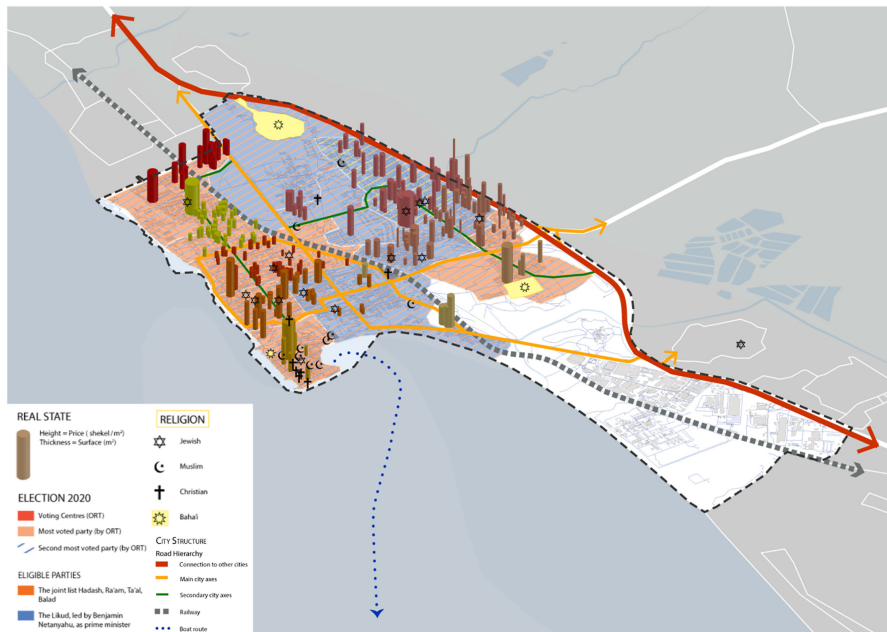 REAL STATE
Height = Price ( shekel / m²)
Thickness = Surface (m²)
ELECTION 2020
Voting Centres (ORT)
Most voted party (by ORT)
Second most voted party (by ORT)
ELIGIBLE PARTIES
The joint list Hadash, Ra'am, Ta'al,
Balad
The Likud, led by Benjamin
Netanyahu, as prime minister
RELIGION
Jewish
Muslim
Christian
Bahaíi
CITY STRUCTURE
Road Hierarchy
Connection to other cities
Main city axes
Secondary city axes
Railway
Boat route